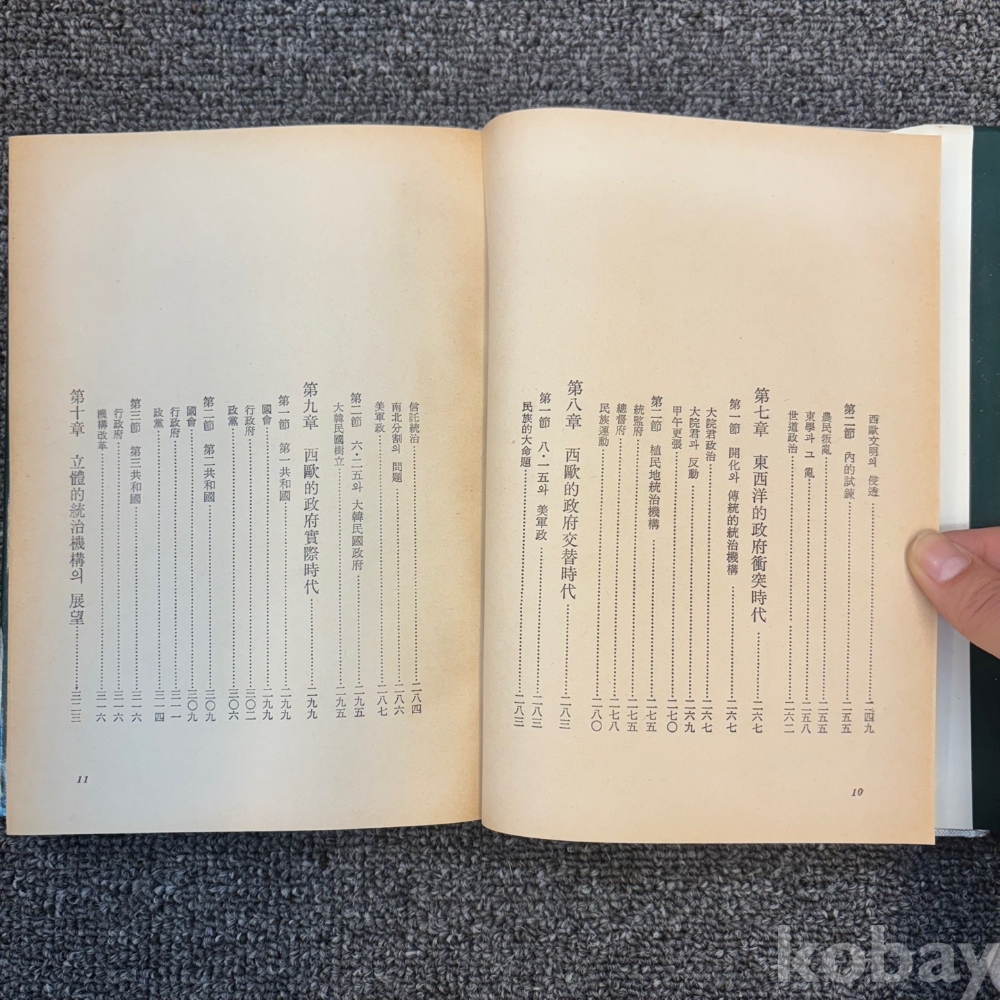 西歐文明의 侵透……二四九
第二節 內的試鍊……二五五
農民叛亂……二五五
東學과 그 亂……二五八
世道政治……二六二
第七章 東西洋的政府衝突時代……二六七
第一節 開化와 傳統的統治機構……二六七
大院君政治……二六七
大院君과 反動……二六九
甲午更張……二七〇
第二節 植民地統治機構……二七五
統監府……二七五
總督府……二七八
民族運動……二八〇
第八章 西歐的政府交替時代……二八三
第一節 八·一五와 美軍政……二八三
民族的大命題……二八三
10
信託統治……二八四
南北分割의 問題……二八六
美軍政……二八七
第二節 六·二五와 大韓民國政府……二九五
大韓民國樹立……二九五
第九章 西歐的政府實際時代……二九九
第一節 第一共和國……二九九
國會……二九九
行政府……三〇二
政黨……三〇六
第二節 第二共和國……三〇九
國會……三〇九
行政府……三一一
政黨……三一四
第三節 第三共和國……三一六
行政府……三一六
機構改革……三一六
第十章 立體的統治機構의 展望……三二三
11
kobay